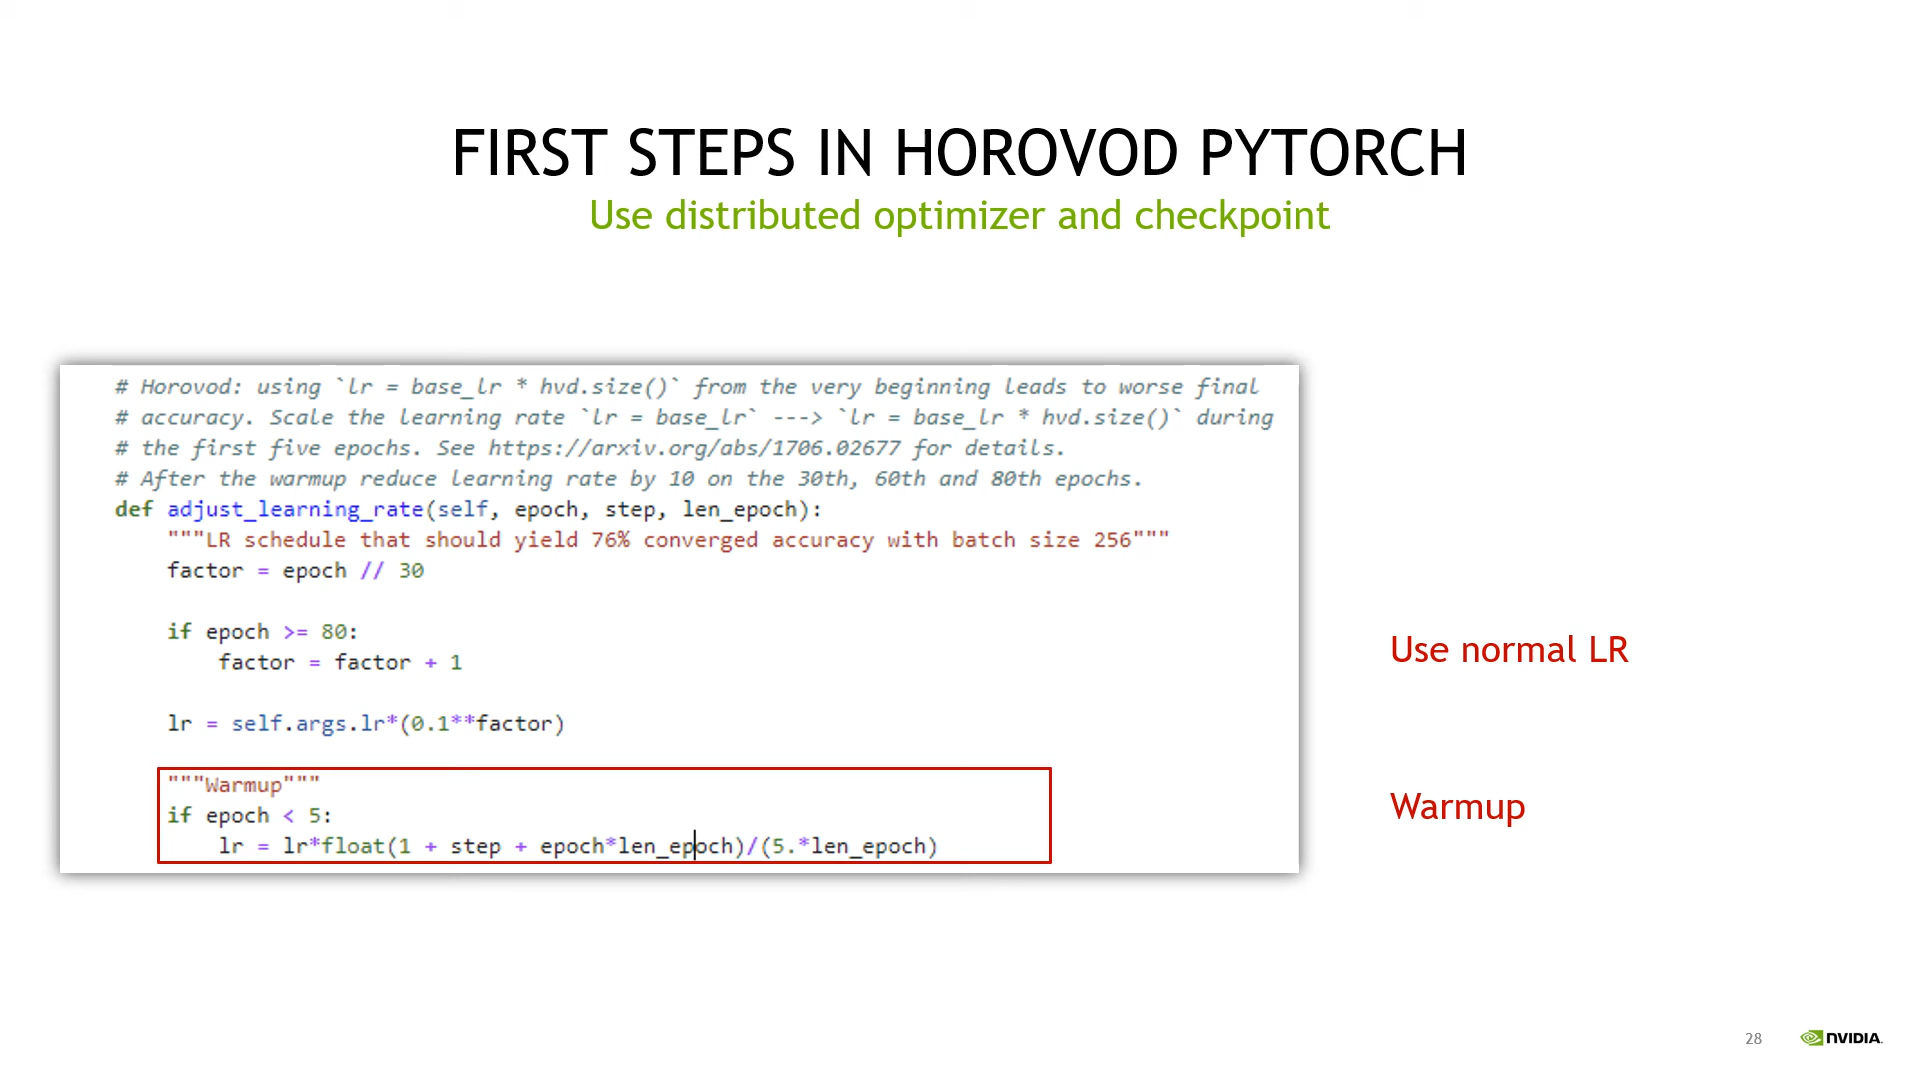 FIRST STEPS IN HOROVOD PYTORCH
Use distributed optimizer and checkpoint
# Horovod: using `lr = base_lr * hvd.size()` from the very beginning leads to worse final
# accuracy. Scale the learning rate `lr = base_lr` ---> `lr = base_lr * hvd.size()` during
# the first five epochs. See https://arxiv.org/abs/1706.02677 for details.
# After the warmup reduce learning rate by 10 on the 30th, 60th and 80th epochs.
def adjust_learning_rate(self, epoch, step, len_epoch):
    """LR schedule that should yield 76% converged accuracy with batch size 256"""
    factor = epoch // 30
    if epoch >= 80:
        factor = factor + 1
    lr = self.args.lr*(0.1**factor)
    """Warmup"""
    if epoch < 5:
        lr = lr*float(1 + step + epoch*len_epoch)/(5.*len_epoch)
Use normal LR
Warmup
28
NVIDIA.